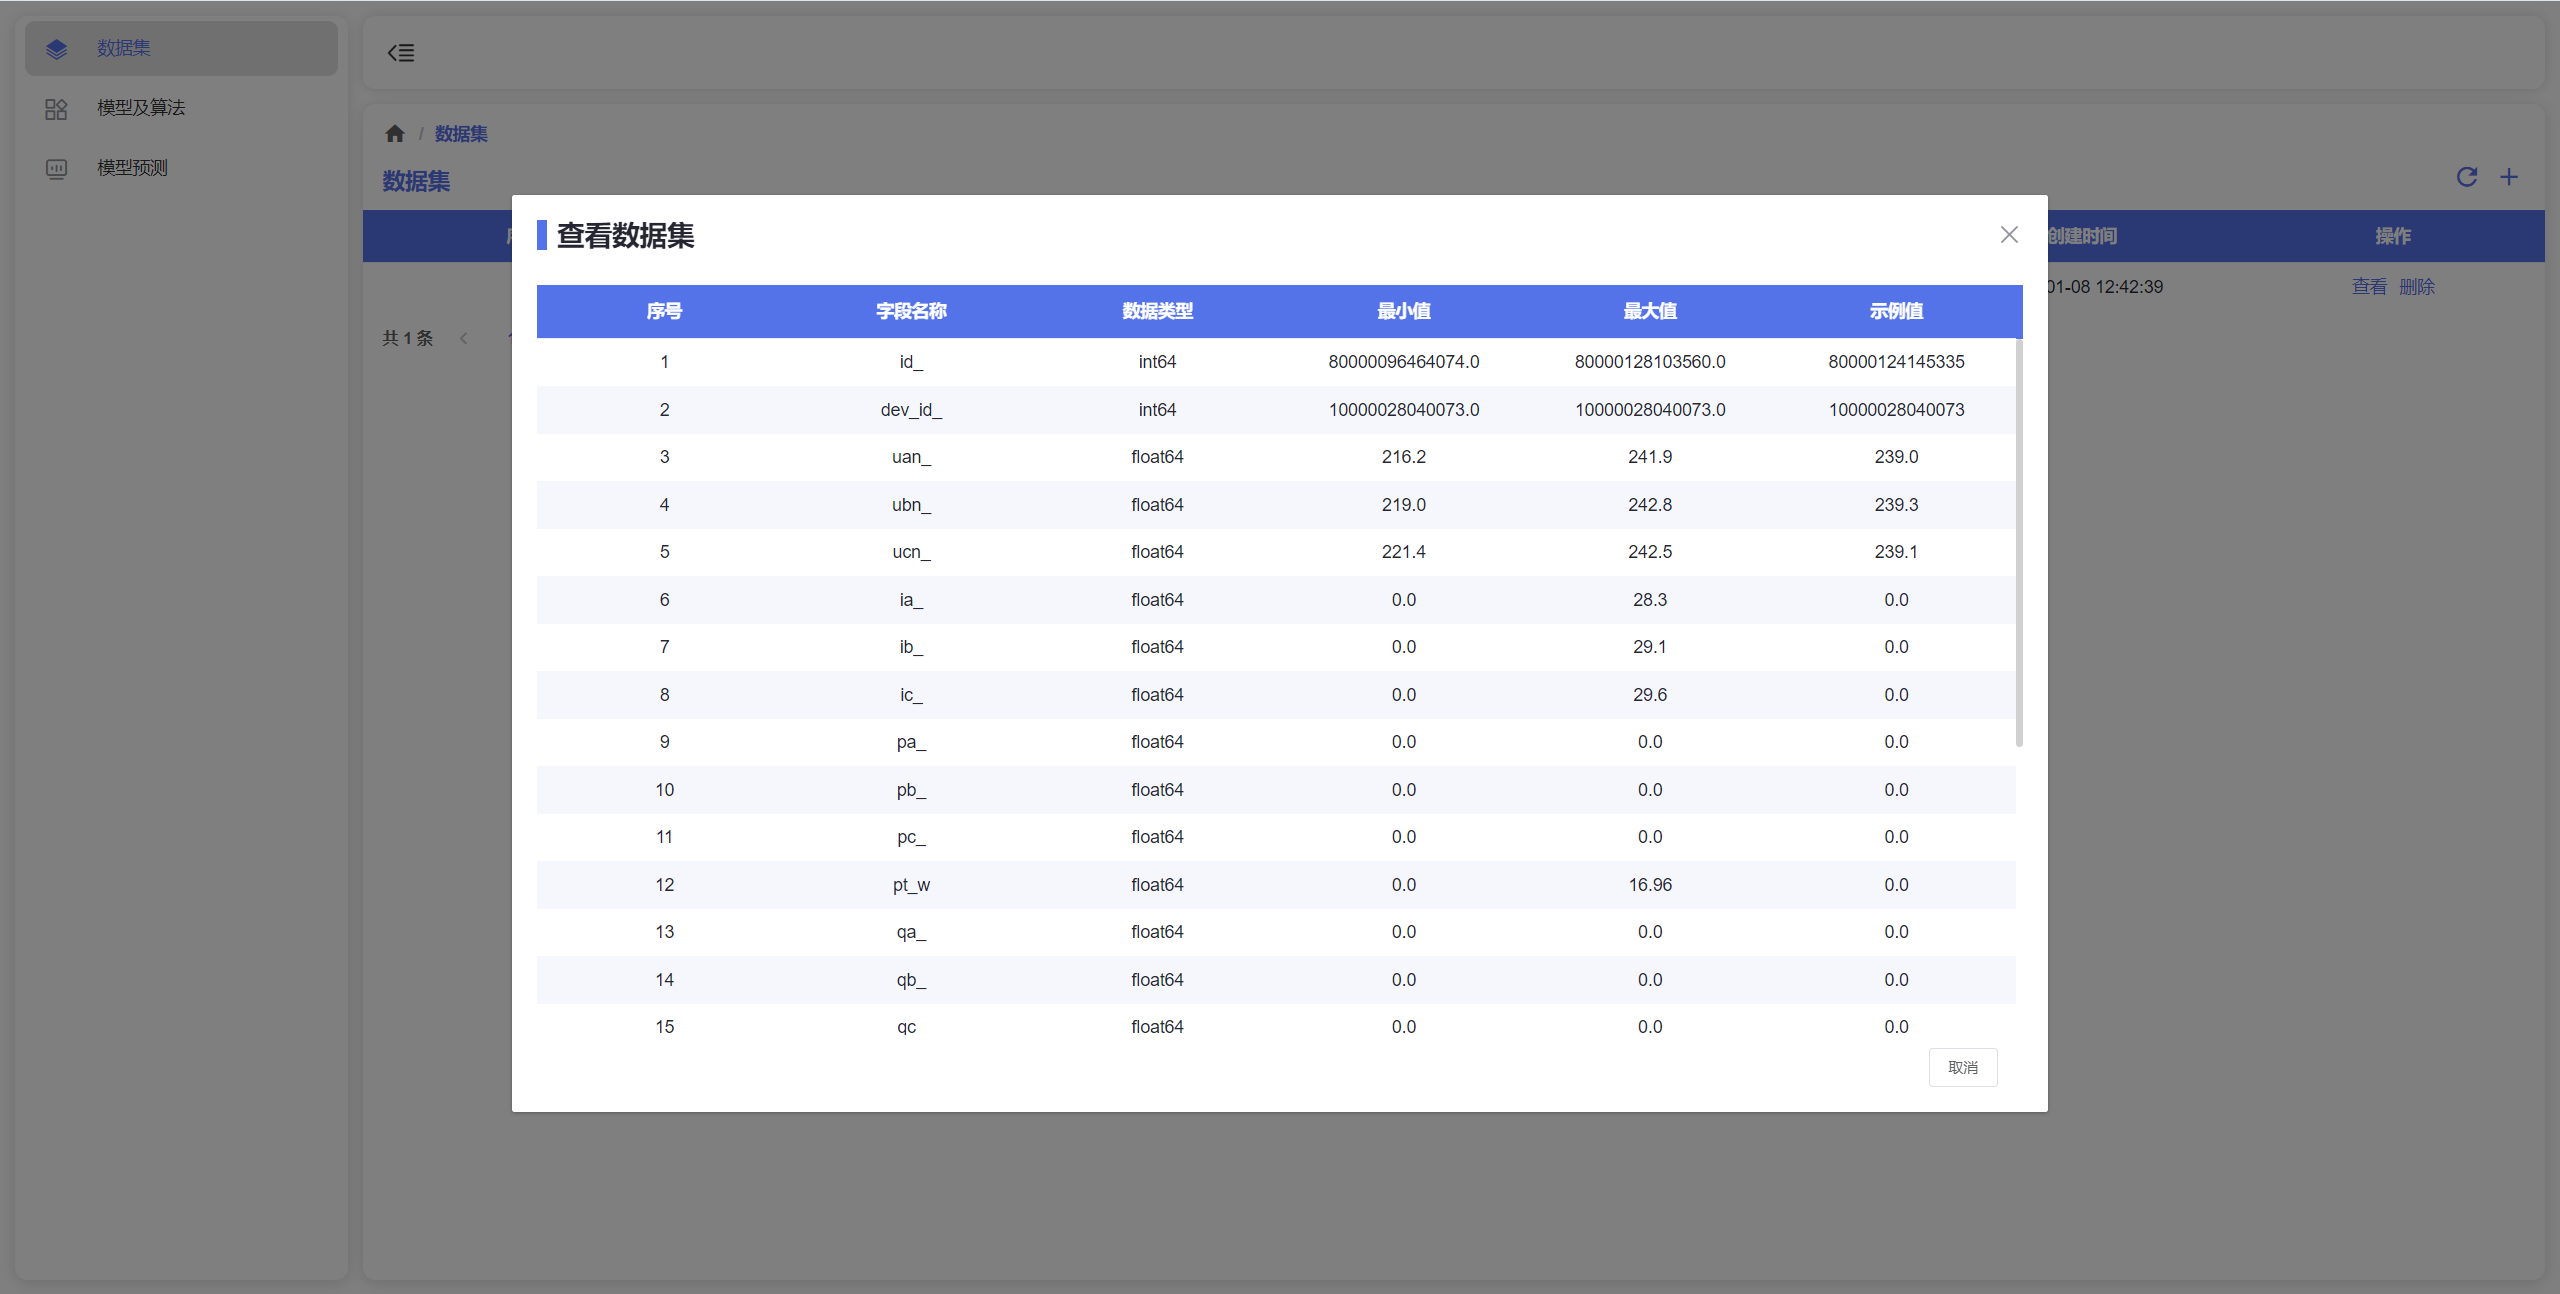 数据集
模型及算法
模型预测
/ 数据集
数据集
创建时间 操作
01-08 12:42:39 查看 删除
共 1 条
查看数据集
序号 字段名称 数据类型 最小值 最大值 示例值
1 id_ int64 80000096464074.0 80000128103560.0 80000124145335
2 dev_id_ int64 10000028040073.0 10000028040073.0 10000028040073
3 uan_ float64 216.2 241.9 239.0
4 ubn_ float64 219.0 242.8 239.3
5 ucn_ float64 221.4 242.5 239.1
6 ia_ float64 0.0 28.3 0.0
7 ib_ float64 0.0 29.1 0.0
8 ic_ float64 0.0 29.6 0.0
9 pa_ float64 0.0 0.0 0.0
10 pb_ float64 0.0 0.0 0.0
11 pc_ float64 0.0 0.0 0.0
12 pt_w float64 0.0 16.96 0.0
13 qa_ float64 0.0 0.0 0.0
14 qb_ float64 0.0 0.0 0.0
15 qc float64 0.0 0.0 0.0
取消